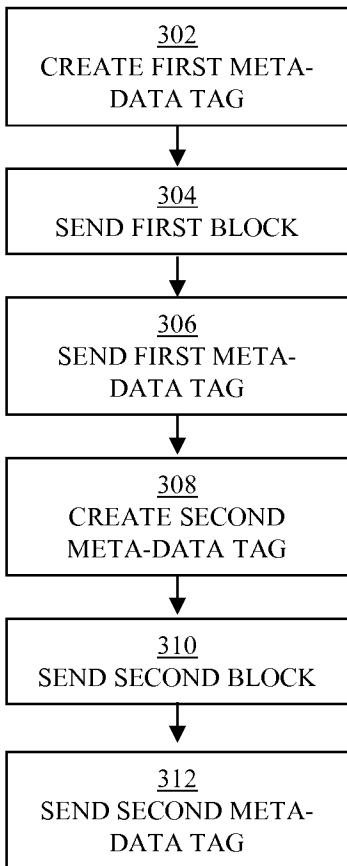 302
CREATE FIRST META-
DATA TAG
304
SEND FIRST BLOCK
306
SEND FIRST META-
DATA TAG
308
CREATE SECOND
META-DATA TAG
310
SEND SECOND BLOCK
312
SEND SECOND META-
DATA TAG